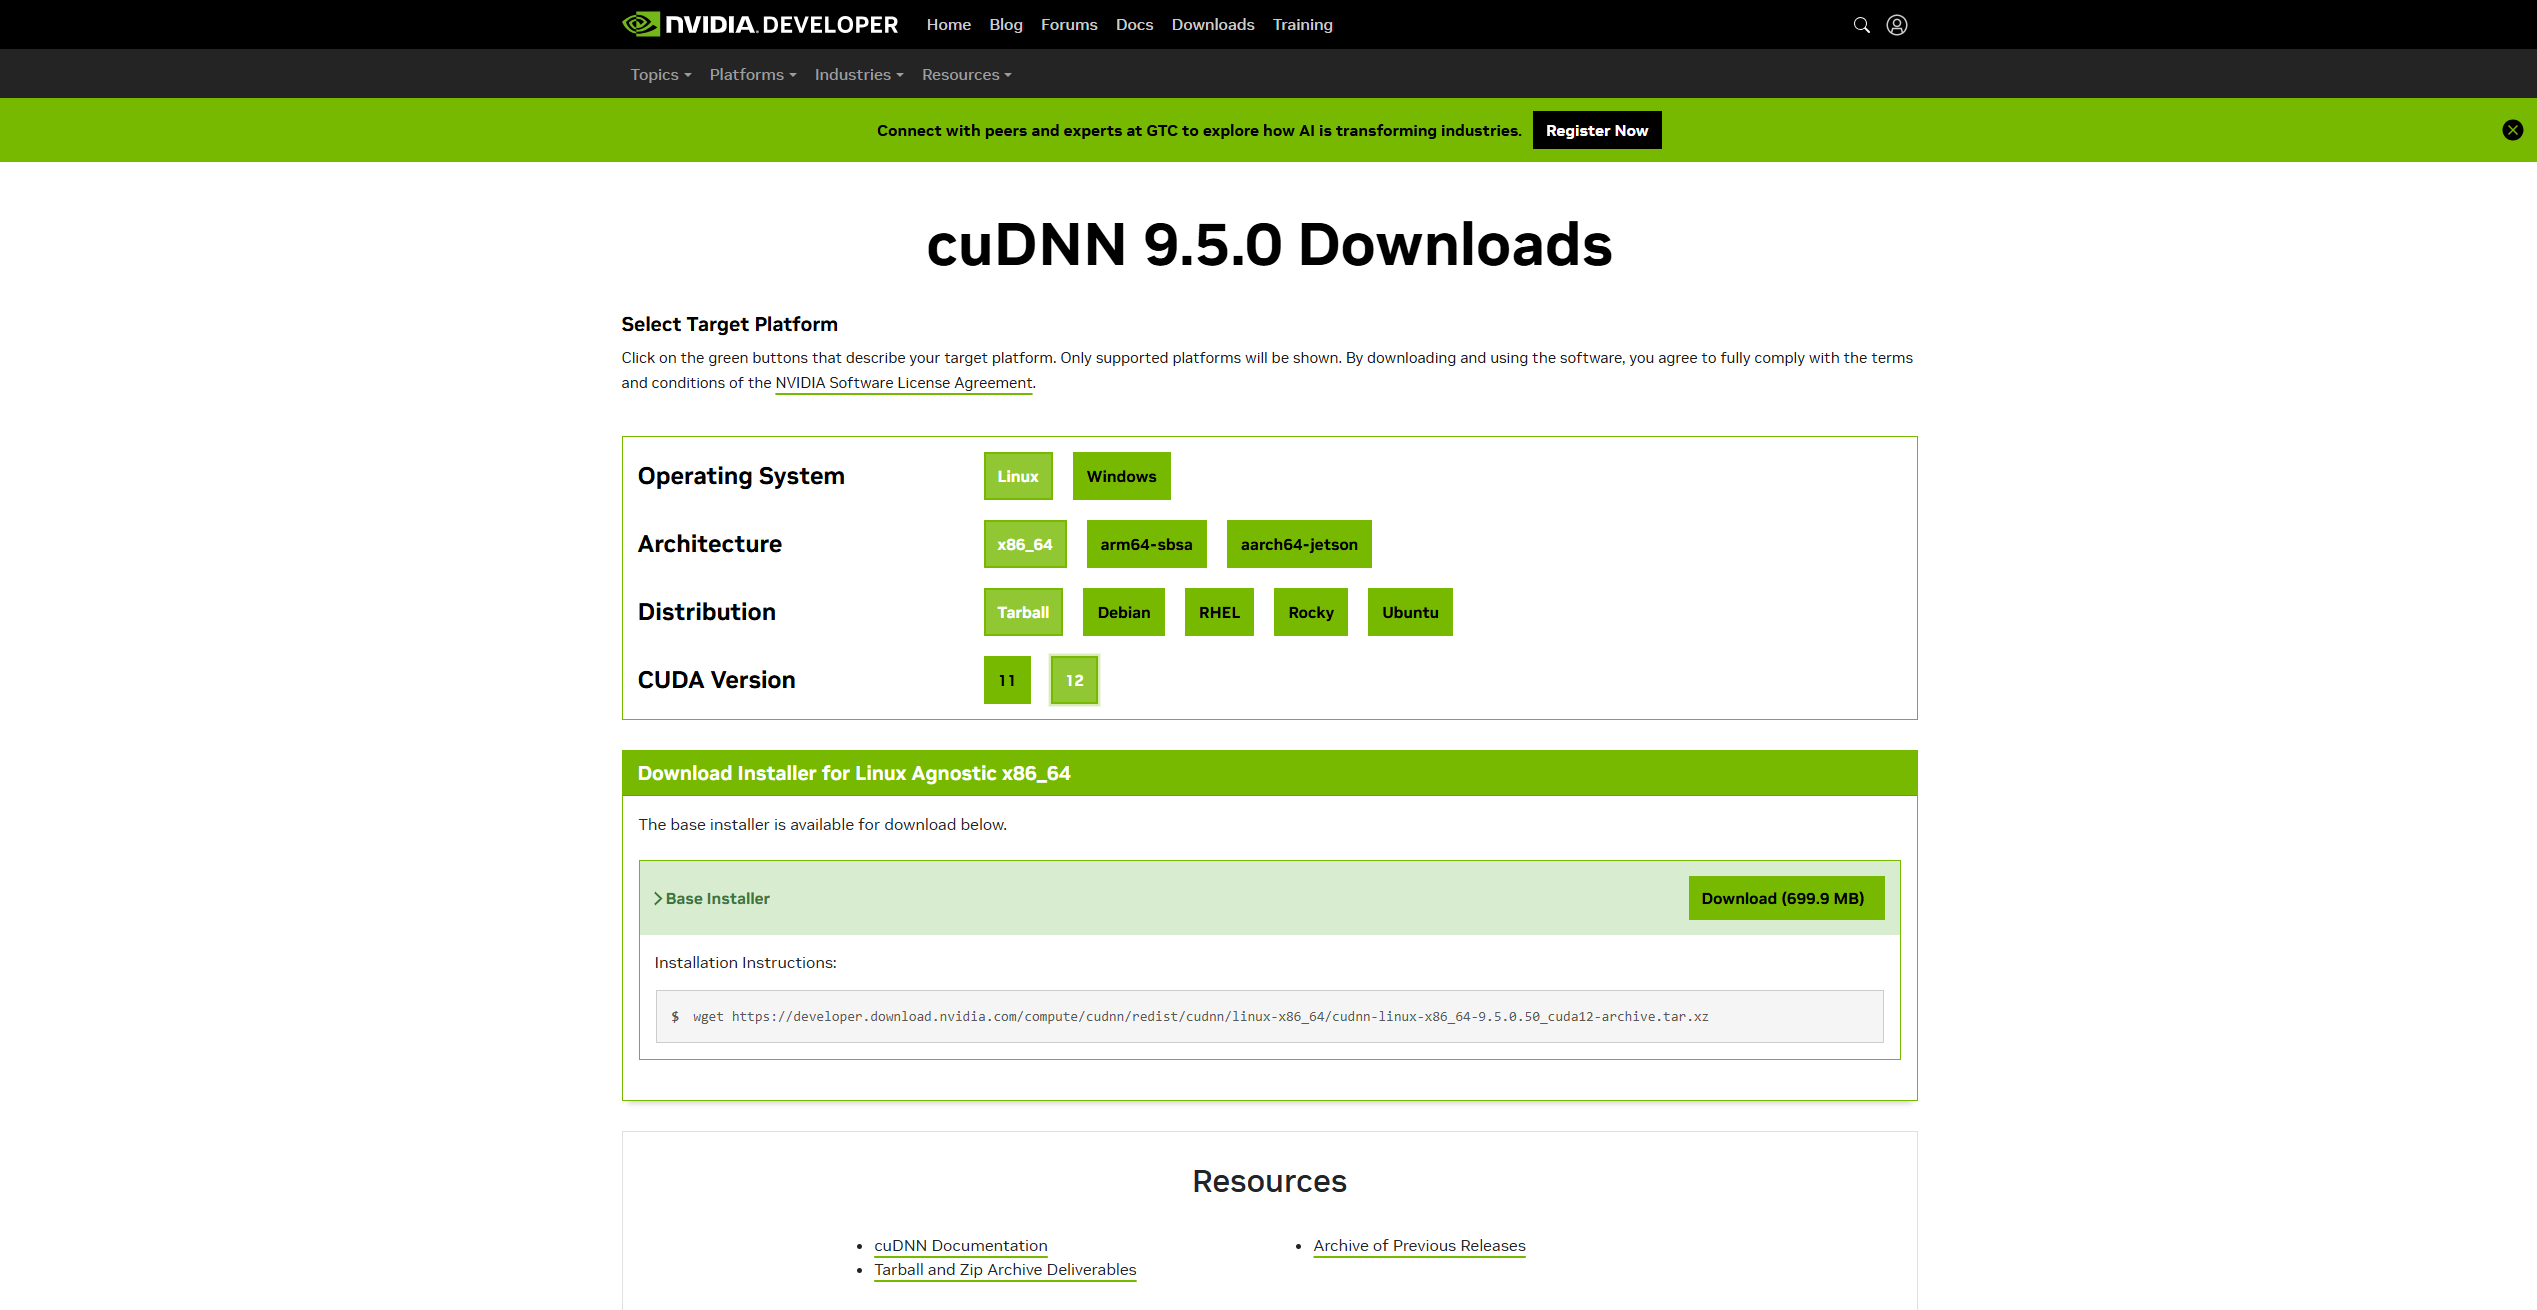 NVIDIA. DEVELOPER Home Blog Forums Docs Downloads Training
Topics Platforms Industries Resources
Connect with peers and experts at GTC to explore how AI is transforming industries. Register Now
cuDNN 9.5.0 Downloads
Select Target Platform
Click on the green buttons that describe your target platform. Only supported platforms will be shown. By downloading and using the software, you agree to fully comply with the terms
and conditions of the NVIDIA Software License Agreement.
Operating System Linux Windows
Architecture x86_64 arm64-sbsa aarch64-jetson
Distribution Tarball Debian RHEL Rocky Ubuntu
CUDA Version 11 12
Download Installer for Linux Agnostic x86_64
The base installer is available for download below.
Base Installer Download (699.9 MB)
Installation Instructions:
$ wget https://developer.download.nvidia.com/compute/cudnn/redist/cudnn/linux-x86_64/cudnn-linux-x86_64-9.5.0.50_cuda12-archive.tar.xz
Resources
• cuDNN Documentation
• Tarball and Zip Archive Deliverables
• Archive of Previous Releases